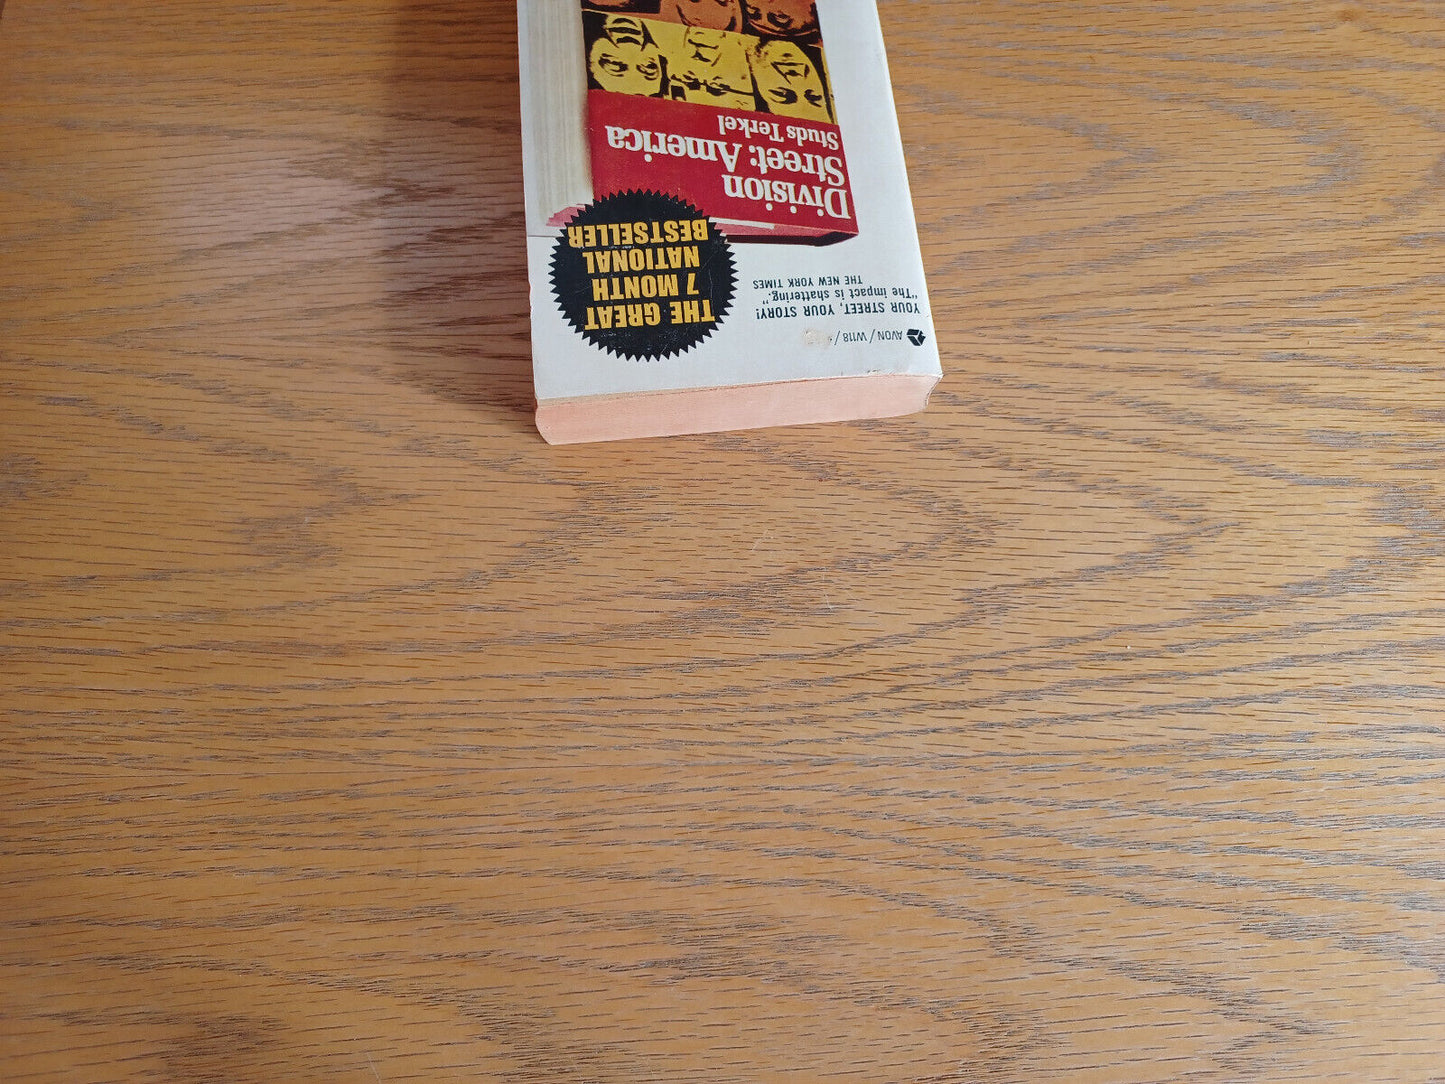 AVON / W118 /
YOUR STREET, YOUR STORY!
"The impact is shattering."
THE NEW YORK TIMES
THE GREAT
7 MONTH
NATIONAL
BESTSELLER
Division
Street: America
Studs Terkel